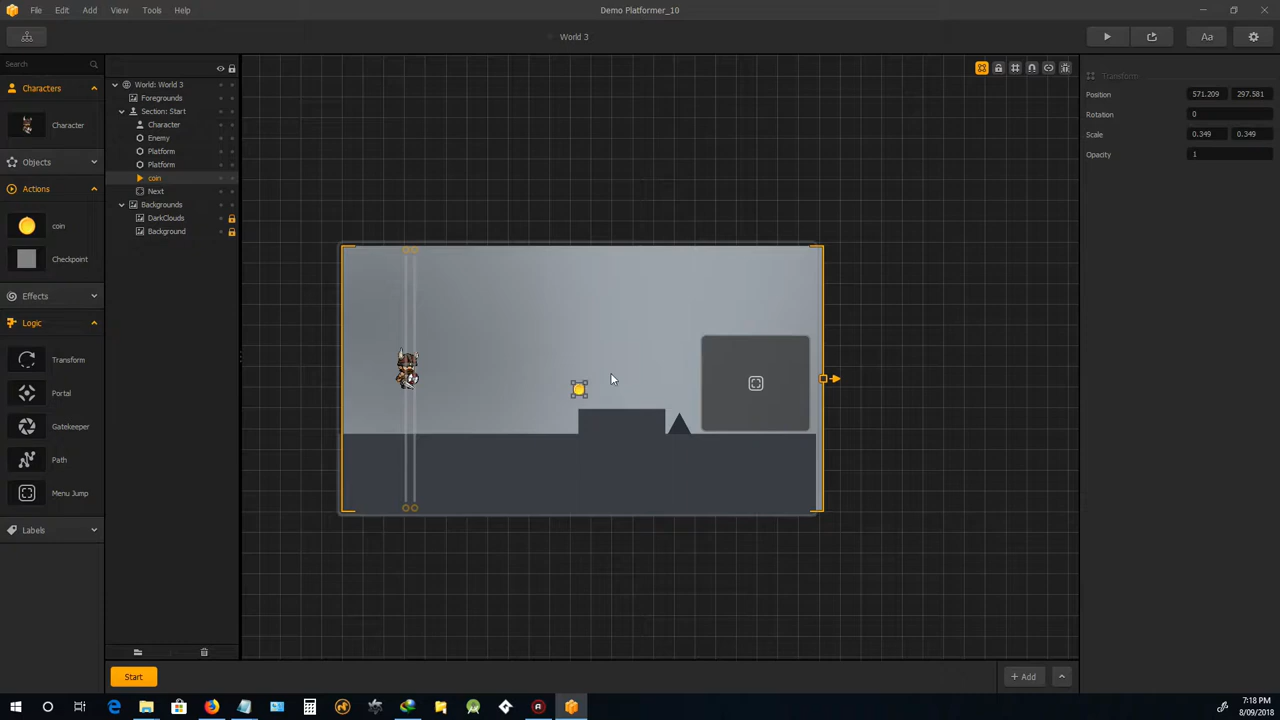 File Edit Add View Tools Help
Demo Platformer_10
World 3
Aa
Search
Characters
Character
Objects
Actions
coin
Checkpoint
Effects
Logic
Transform
Portal
Gatekeeper
Path
Menu Jump
Labels
World: World 3
Foregrounds
Section: Start
Character
Enemy
Platform
Platform
coin
Next
Backgrounds
DarkClouds
Background
Transform
Position 571.209 297.581
Rotation 0
Scale 0.349 0.349
Opacity 1
Start
Add
7:18 PM
8/09/2018